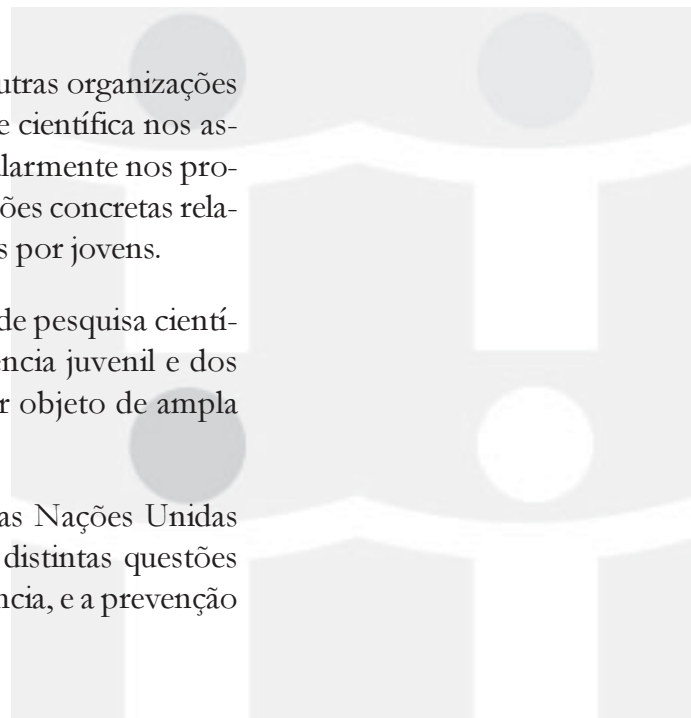 utras organizações
e científica nos as-
larmente nos pro-
ões concretas rela-
s por jovens.
de pesquisa cientí-
ncia juvenil e dos
r objeto de ampla
as Nações Unidas
distintas questões
ncia, e a prevenção